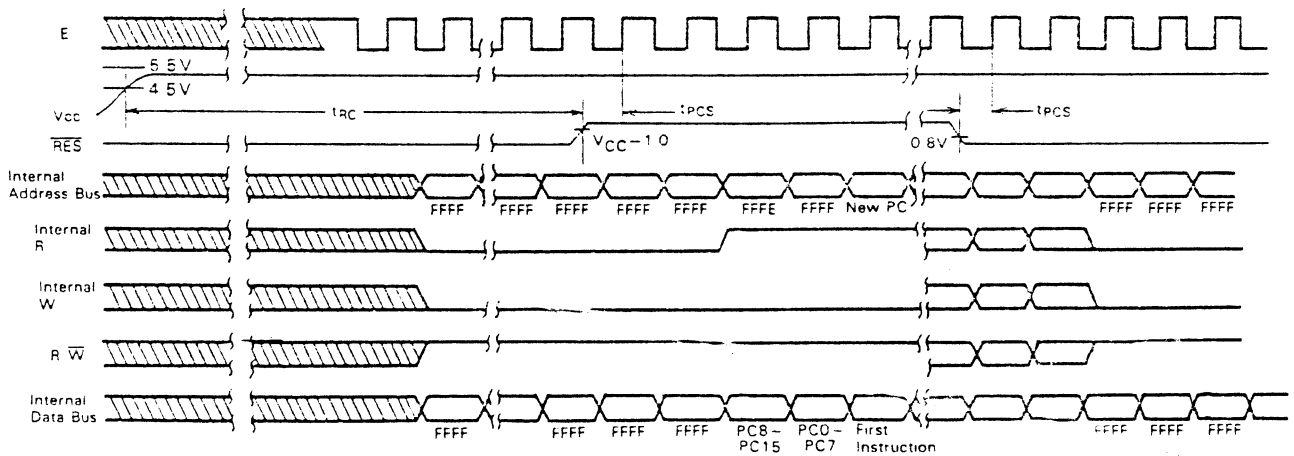 E
5 5V
4 5V
Vcc
tRC
tPCS
tPCS
RES
VCC–1 0
0 8V
Internal
Address Bus
FFFF FFFF FFFF FFFF FFFF FFFE FFFF New PC FFFF FFFF FFFF
Internal
R
Internal
W
R W
Internal
Data Bus
FFFF FFFF FFFF FFFF PC8~ PC0~ First FFFF FFFF FFFF
PC15 PC7 Instruction